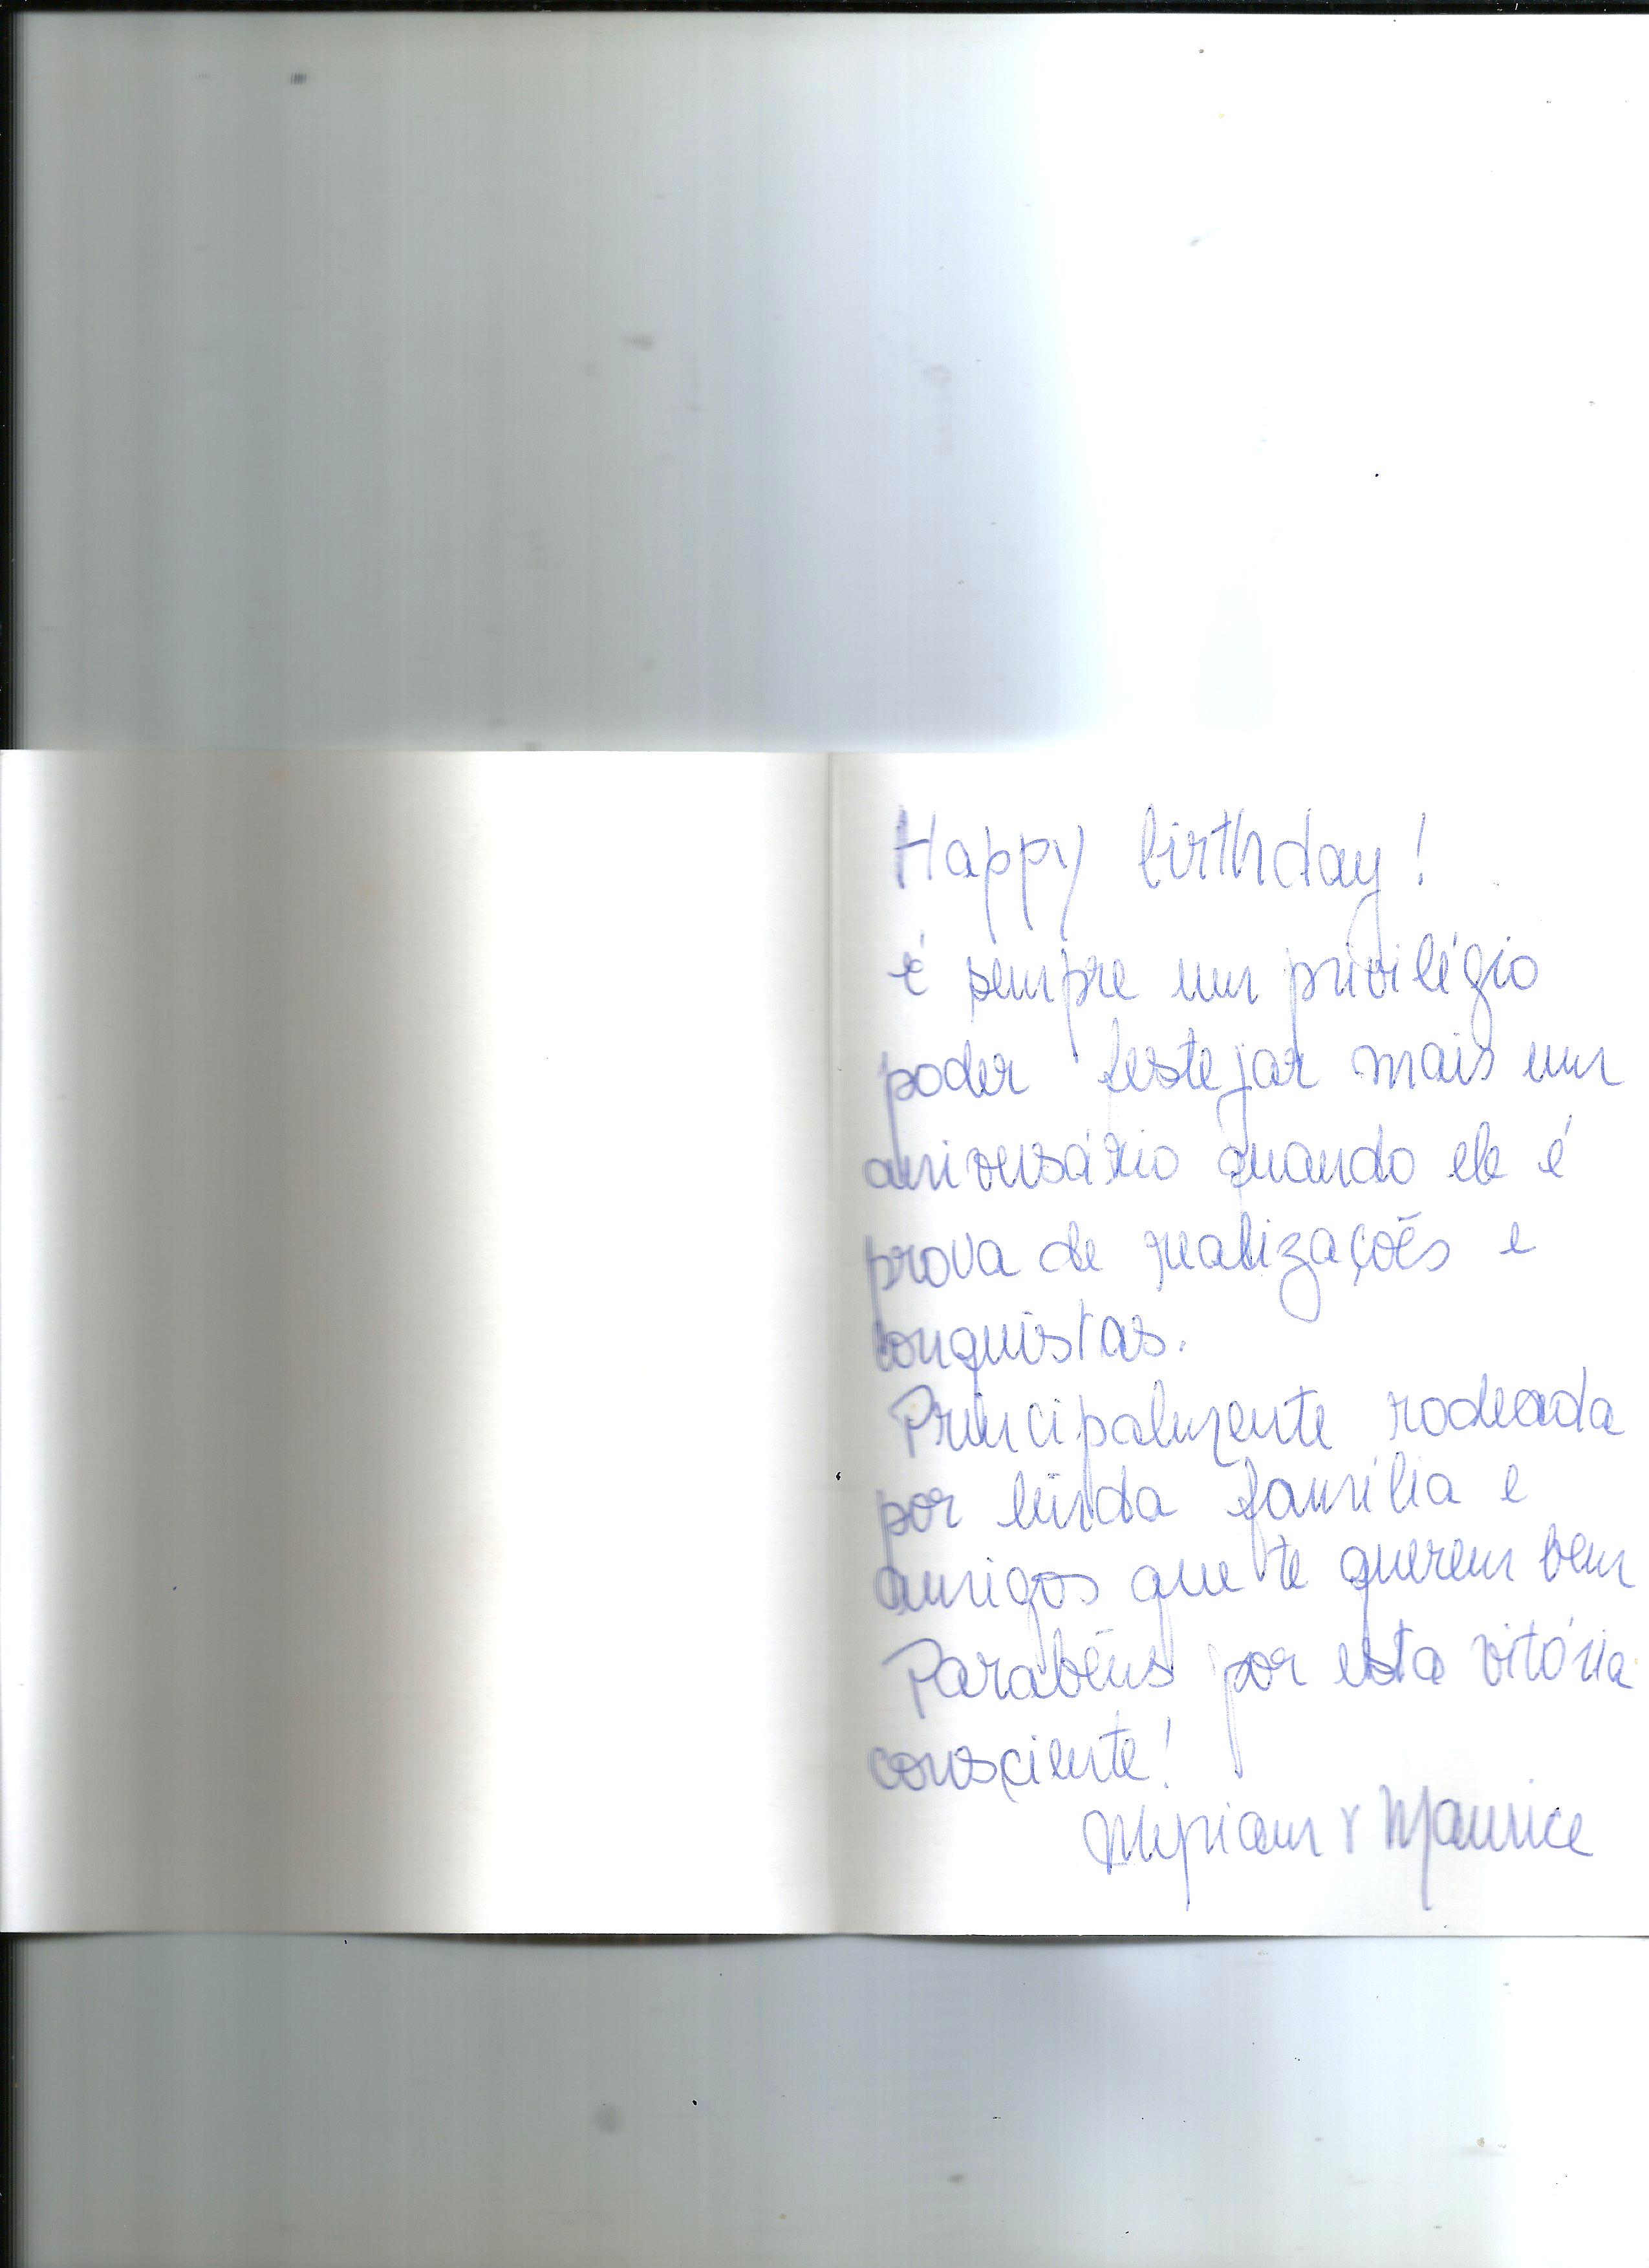 Happy birthday!
é sempre um privilégio
poder festejar mais um
aniversário quando ele é
prova de realizações e
conquistas.
Principalmente rodeada
por linda família e
amigos que te querem bem
Parabéns por esta vitória
consciente!
Myriam & Maurice